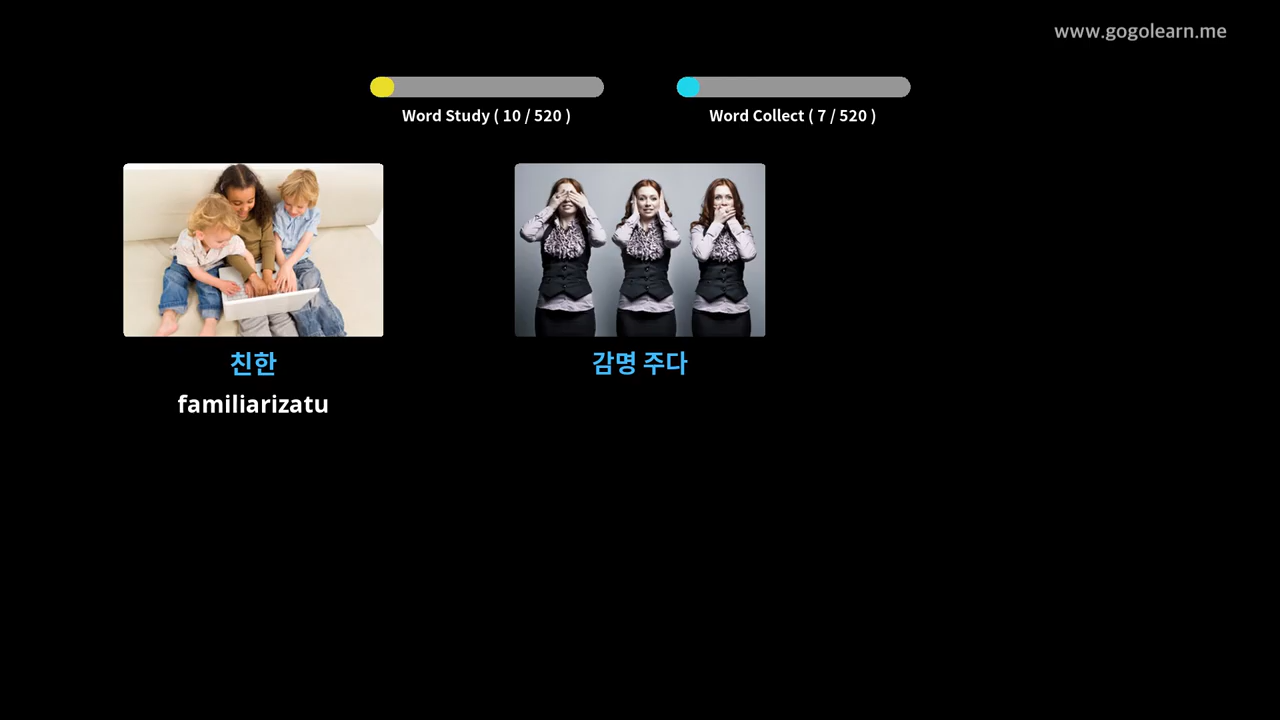 www.gogolearn.me
Word Study ( 10 / 520 )
Word Collect ( 7 / 520 )
친한
familiarizatu
감명 주다